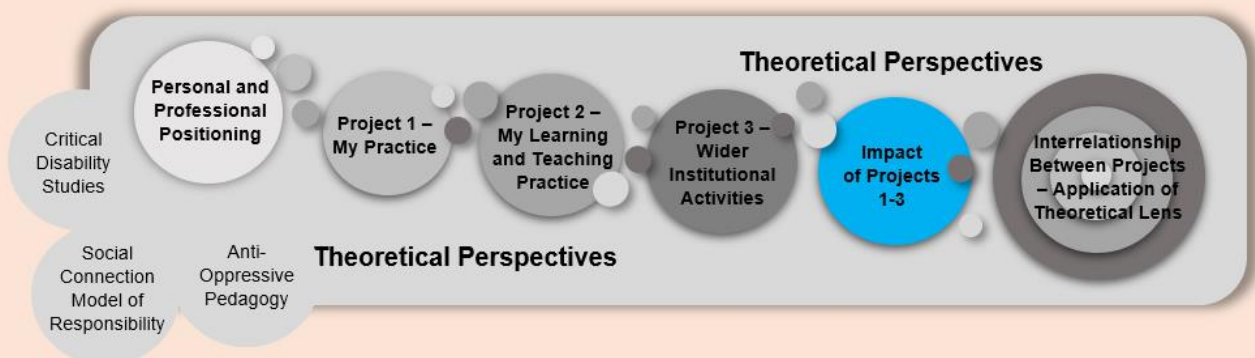 Theoretical Perspectives
Personal and
Professional
Positioning
Project 1 –
My Practice
Project 2 –
My Learning
and Teaching
Practice
Project 3 –
Wider
Institutional
Activities
Impact
of Projects
1-3
Interrelationship
Between Projects
– Application of
Theoretical Lens
Critical
Disability
Studies
Social
Connection
Model of
Responsibility
Anti-
Oppressive
Pedagogy
Theoretical Perspectives